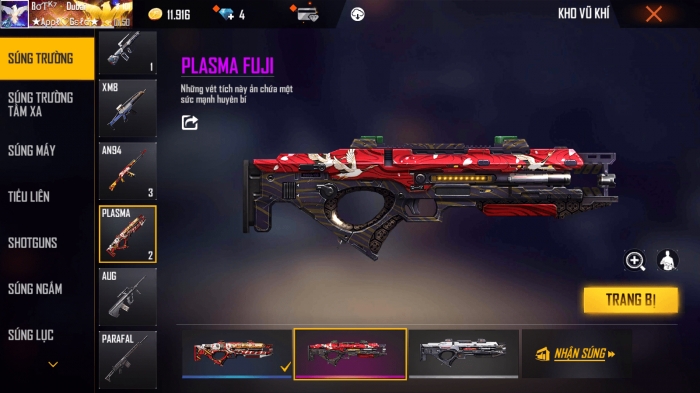 11.916
4
KHO VŨ KHÍ
SÚNG TRƯỜNG
SÚNG TRƯỜNG
TẦM XA
SÚNG MÁY
TIỂU LIÊN
SHOTGUNS
SÚNG NGẮM
SÚNG LỤC
1
XM8
AN94
3
PLASMA
2
AUG
PARAFAL
PLASMA FUJI
Những vết tích này ẩn chứa một
sức mạnh huyền bí
TRANG BỊ
NHẬN SÚNG